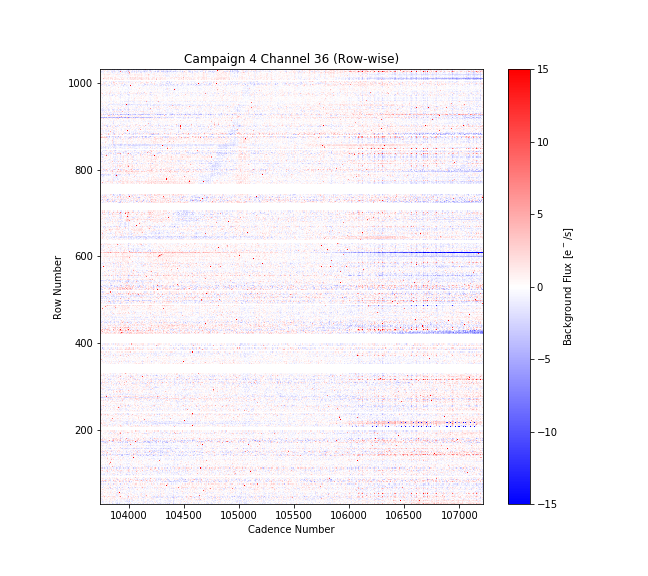 Campaign 4 Channel 36 (Row-wise)
1000
800
600
400
200
Row Number
104000 104500 105000 105500 106000 106500 107000
Cadence Number
15
10
5
0
−5
−10
−15
Background Flux [e⁻/s]